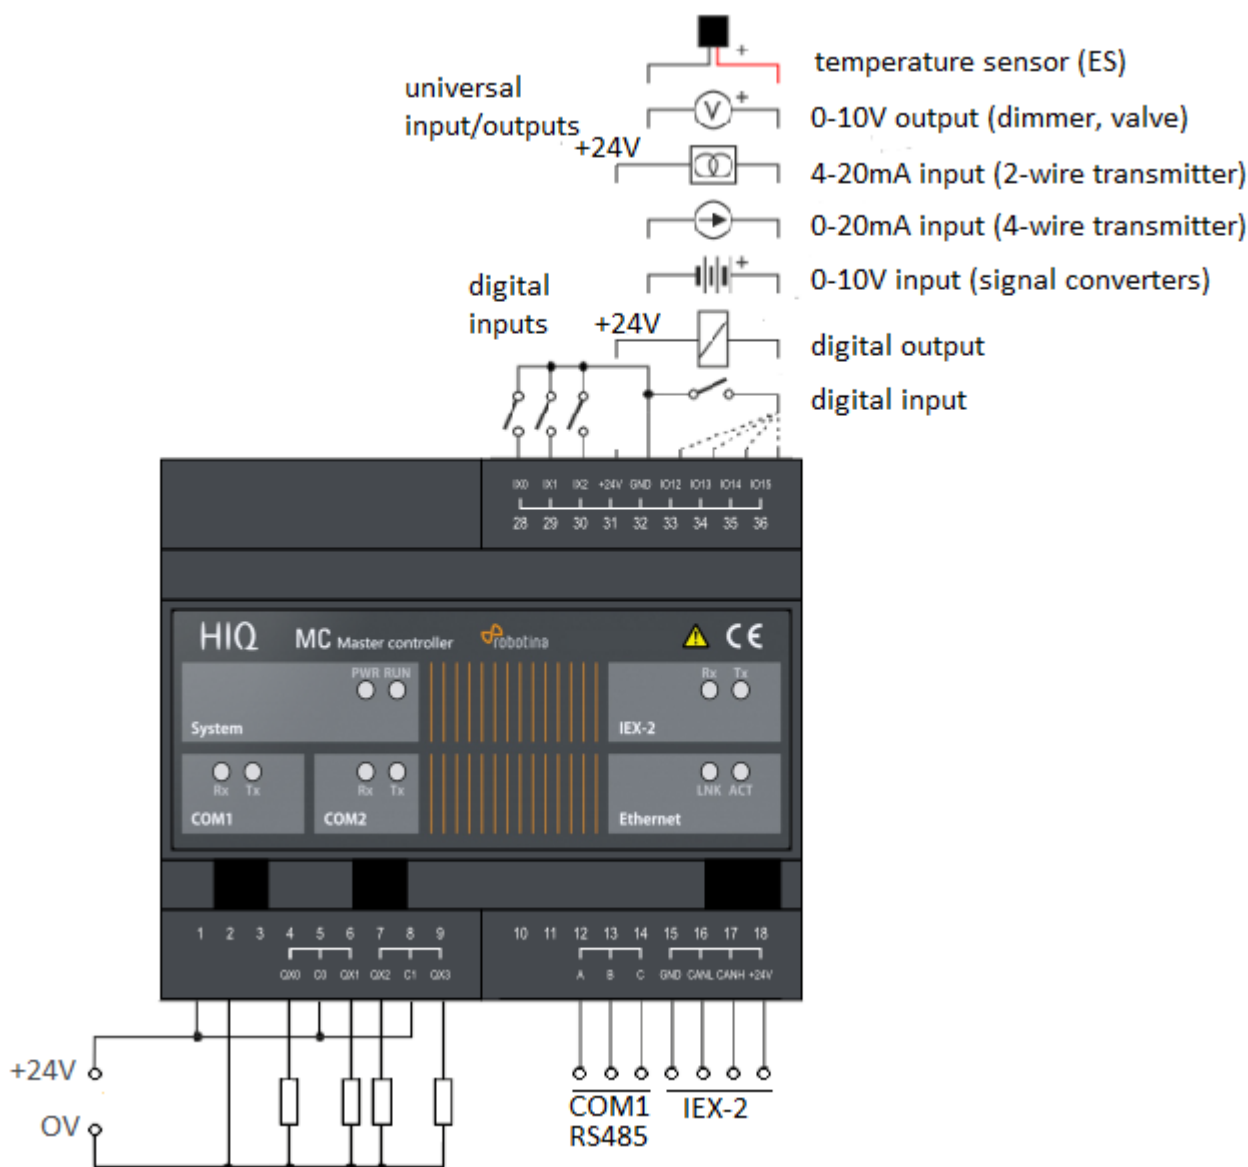 temperature sensor (ES)
universal
input/outputs
0-10V output (dimmer, valve)
+24V
4-20mA input (2-wire transmitter)
0-20mA input (4-wire transmitter)
0-10V input (signal converters)
digital
inputs
+24V
digital output
digital input
IX0 IX1 IX2 +24V GND IO12 IO13 IO14 IO15
28 29 30 31 32 33 34 35 36
HIQ MC Master controller robotina CE
PWR RUN
Rx Tx
System
IEX-2
Rx Tx
Rx Tx
LNK ACT
COM1
COM2
Ethernet
1 2 3 4 5 6 7 8 9 10 11 12 13 14 15 16 17 18
QX0 C0 QX1 QX2 C1 QX3 A B C GND CANL CANH +24V
+24V
OV
COM1
RS485
IEX-2